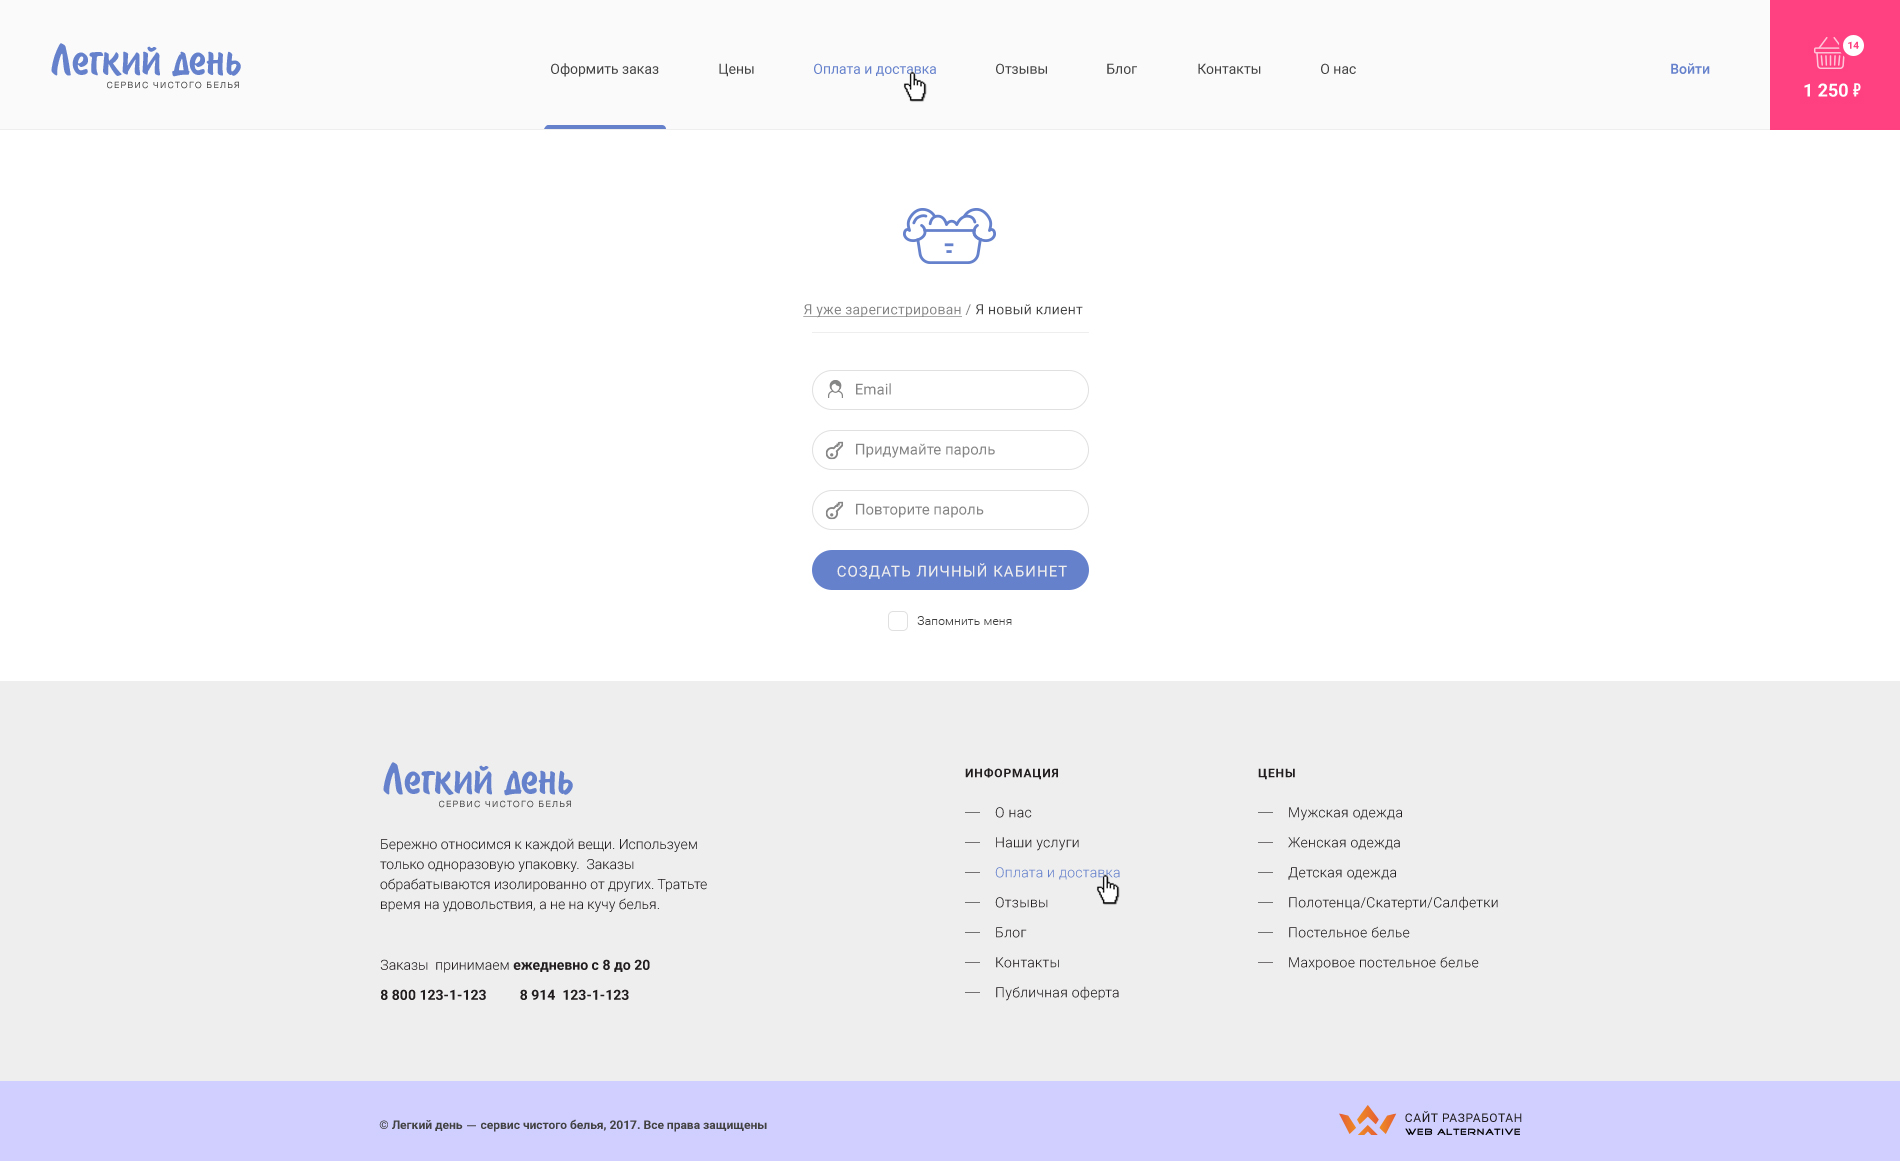 Легкий день
СЕРВИС ЧИСТОГО БЕЛЬЯ
Оформить заказ
Цены
Оплата и доставка
Отзывы
Блог
Контакты
О нас
Войти
14
1 250 ₽
Я уже зарегистрирован / Я новый клиент
Email
Придумайте пароль
Повторите пароль
СОЗДАТЬ ЛИЧНЫЙ КАБИНЕТ
Запомнить меня
Легкий день
СЕРВИС ЧИСТОГО БЕЛЬЯ
Бережно относимся к каждой вещи. Используем
только одноразовую упаковку. Заказы
обрабатываются изолированно от других. Тратьте
время на удовольствия, а не на кучу белья.
Заказы принимаем ежедневно с 8 до 20
8 800 123-1-123 8 914 123-1-123
ИНФОРМАЦИЯ
— О нас
— Наши услуги
— Оплата и доставка
— Отзывы
— Блог
— Контакты
— Публичная оферта
ЦЕНЫ
— Мужская одежда
— Женская одежда
— Детская одежда
— Полотенца/Скатерти/Салфетки
— Постельное белье
— Махровое постельное белье
© Легкий день — сервис чистого белья, 2017. Все права защищены
САЙТ РАЗРАБОТАН
WEB ALTERNATIVE